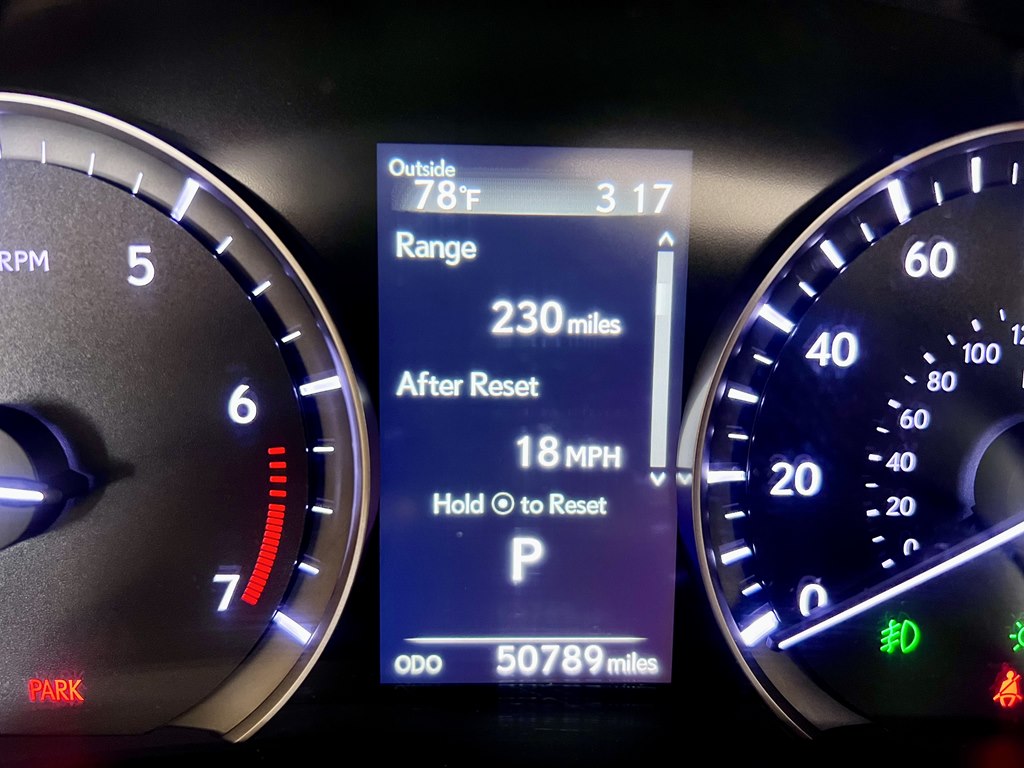 Outside
78°F 3 17
Range
230 miles
After Reset
18 MPH
Hold ⊙ to Reset
P
ODO 50789 miles
RPM
5
6
7
PARK
60
40
20
0
100
80
60
40
20
0